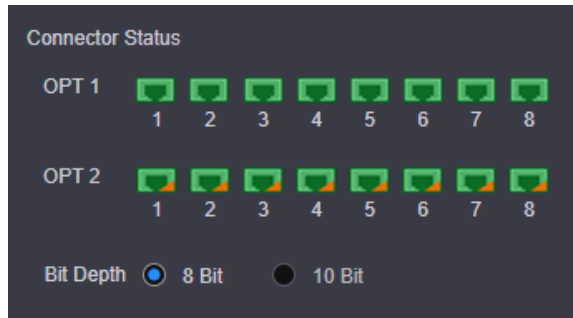 Connector Status
OPT 1
1 2 3 4 5 6 7 8
OPT 2
1 2 3 4 5 6 7 8
Bit Depth 8 Bit 10 Bit